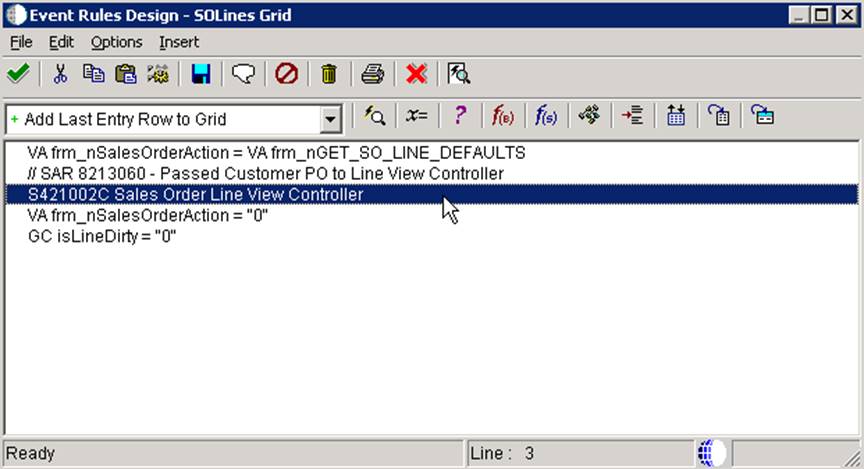 Event Rules Design - SOLines Grid
File Edit Options Insert
+ Add Last Entry Row to Grid x= ? f(B) f(s)
VA frm_nSalesOrderAction = VA frm_nGET_SO_LINE_DEFAULTS
// SAR 8213060 - Passed Customer PO to Line View Controller
S421002C Sales Order Line View Controller
VA frm_nSalesOrderAction = "0"
GC isLineDirty = "0"
Ready Line : 3